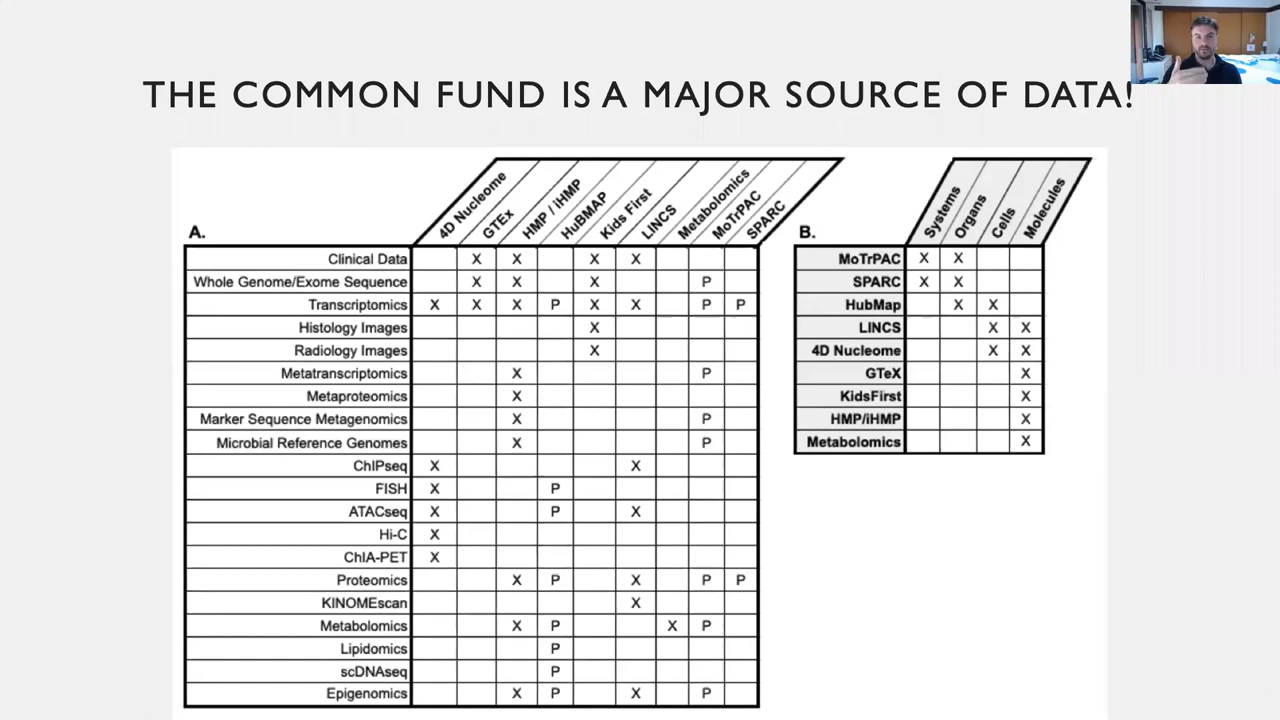 THE COMMON FUND IS A MAJOR SOURCE OF DATA!
A.
4D Nucleome GTEx HMP / iHMP HuBMAP Kids First LINCS Metabolomics MoTrPAC SPARC
Clinical Data X X X X
Whole Genome/Exome Sequence X X X P
Transcriptomics X X X P X X P P
Histology Images X
Radiology Images X
Metatranscriptomics X P
Metaproteomics X
Marker Sequence Metagenomics X P
Microbial Reference Genomes X P
ChIPseq X X
FISH X P
ATACseq X P X
Hi-C X
ChIA-PET X
Proteomics X P X P P
KINOMEscan X
Metabolomics X P X P
Lipidomics P
scDNAseq P
Epigenomics X P X P
B.
Systems Organs Cells Molecules
MoTrPAC X X
SPARC X X
HubMap X X
LINCS X X
4D Nucleome X X
GTeX X
KidsFirst X
HMP/iHMP X
Metabolomics X